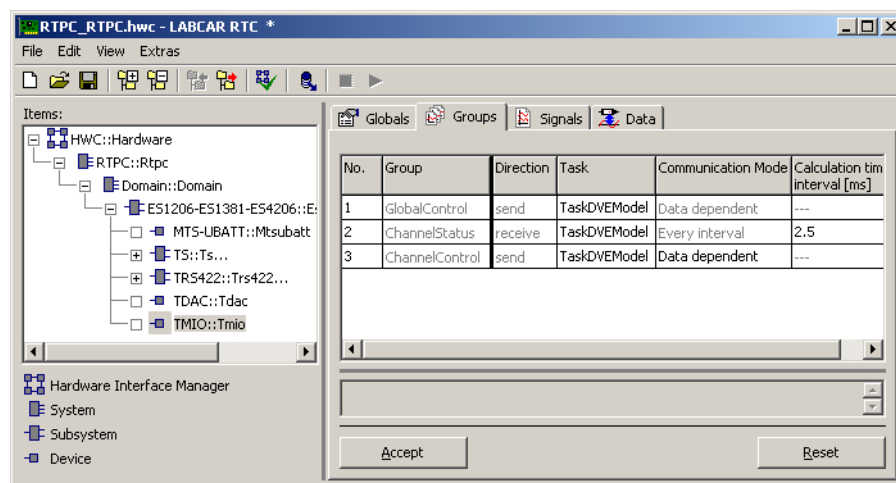 RTPC_RTPC.hwc - LABCAR RTC *
File Edit View Extras
Items:
HWC::Hardware
RTPC::Rtpc
Domain::Domain
ES1206-ES1381-ES4206::E
MTS-UBATT::Mtsubatt
TS::Ts...
TRS422::Trs422...
TDAC::Tdac
TMIO::Tmio
Hardware Interface Manager
System
Subsystem
Device
Globals Groups Signals Data
No. Group Direction Task Communication Mode Calculation tim
interval [ms]
1 GlobalControl send TaskDVEModel Data dependent ---
2 ChannelStatus receive TaskDVEModel Every interval 2.5
3 ChannelControl send TaskDVEModel Data dependent ---
Accept Reset